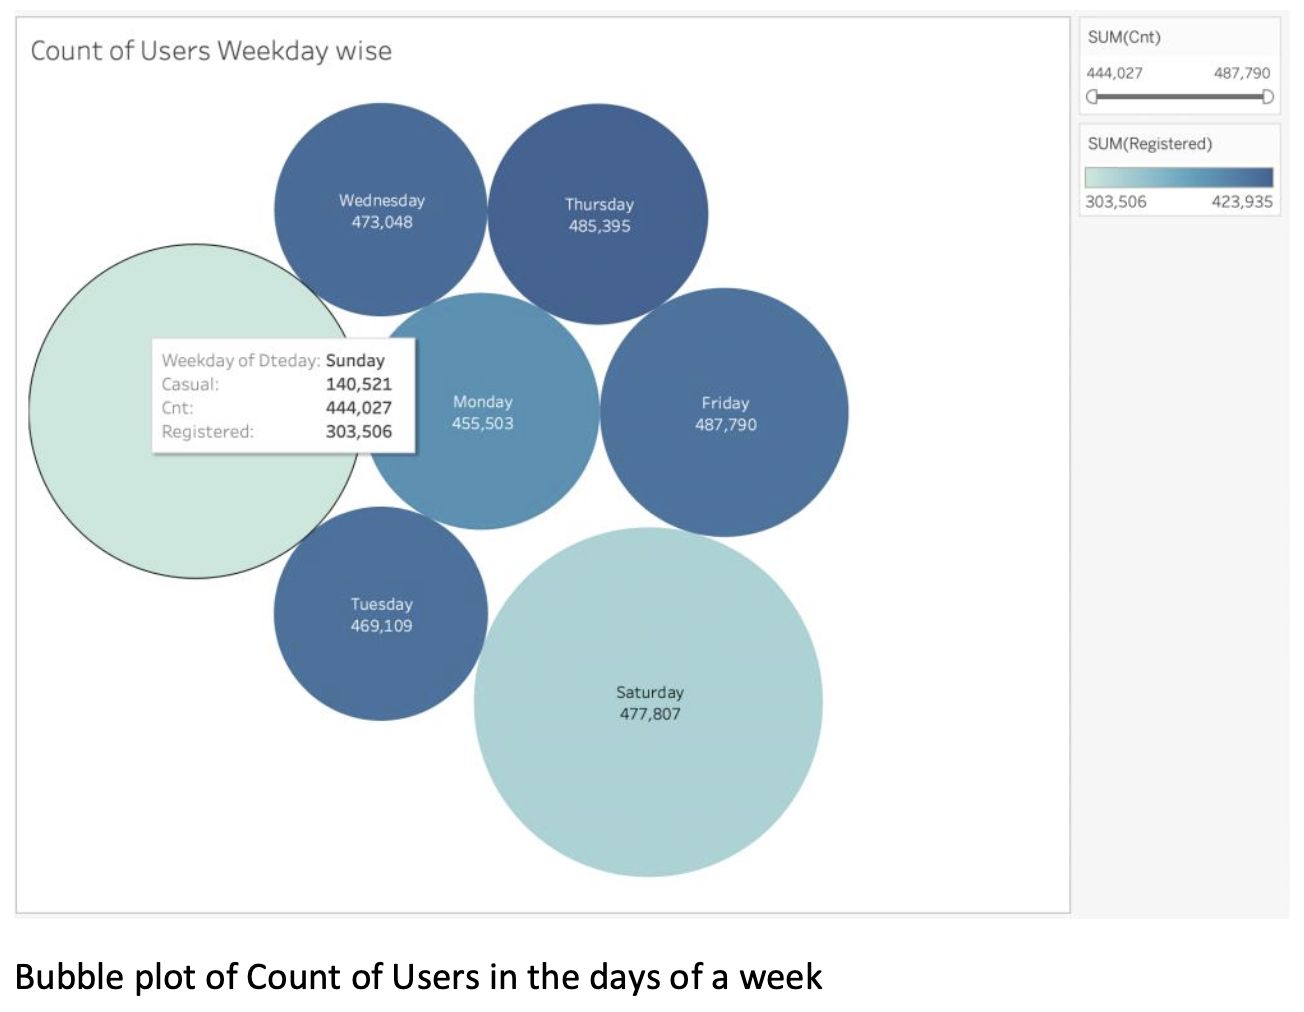 Count of Users Weekday wise
SUM(Cnt)
444,027 487,790
SUM(Registered)
303,506 423,935
Wednesday
473,048
Thursday
485,395
Weekday of Dteday: Sunday
Casual: 140,521
Cnt: 444,027
Registered: 303,506
Monday
455,503
Friday
487,790
Tuesday
469,109
Saturday
477,807
Bubble plot of Count of Users in the days of a week